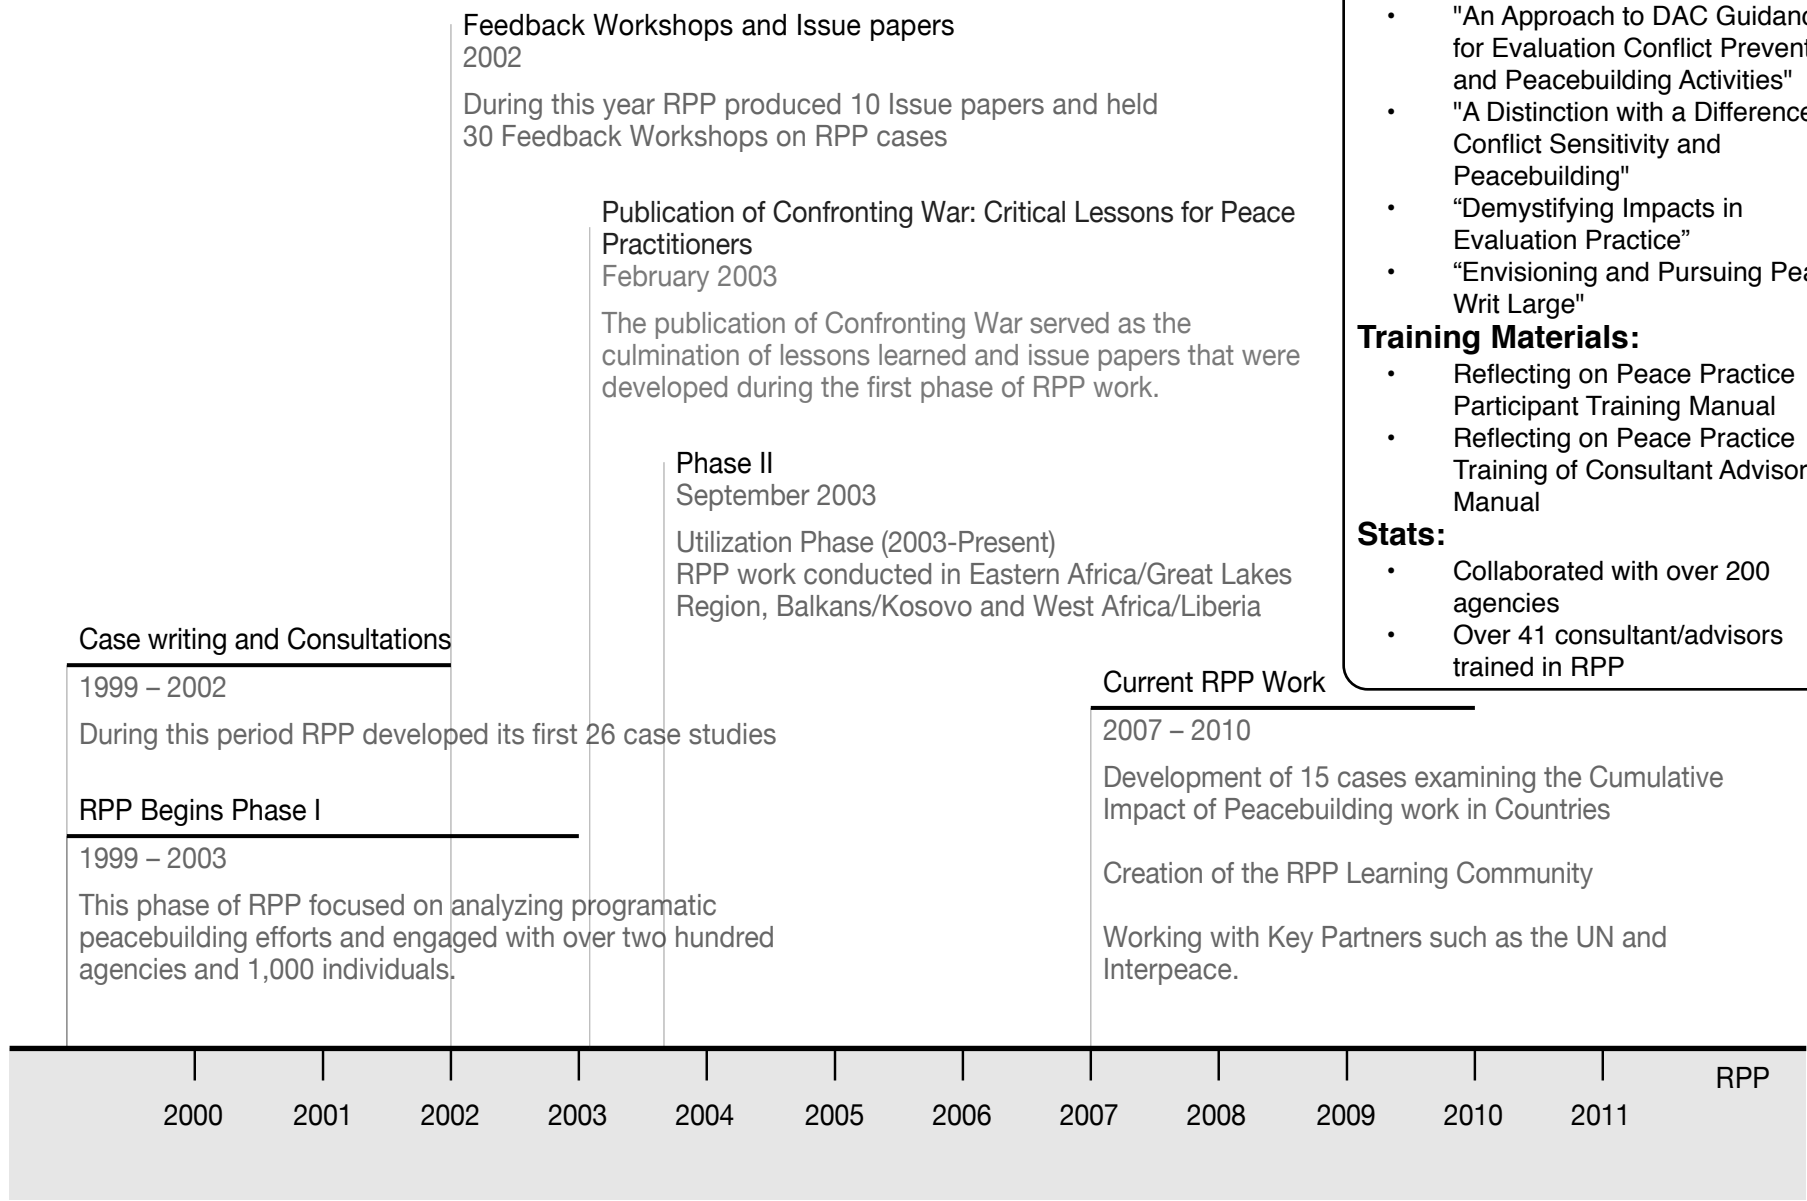 Feedback Workshops and Issue papers
2002
During this year RPP produced 10 Issue papers and held
30 Feedback Workshops on RPP cases
Publication of Confronting War: Critical Lessons for Peace
Practitioners
February 2003
The publication of Confronting War served as the
culmination of lessons learned and issue papers that were
developed during the first phase of RPP work.
Phase II
September 2003
Utilization Phase (2003-Present)
RPP work conducted in Eastern Africa/Great Lakes
Region, Balkans/Kosovo and West Africa/Liberia
Case writing and Consultations
1999 – 2002
During this period RPP developed its first 26 case studies
RPP Begins Phase I
1999 – 2003
This phase of RPP focused on analyzing programatic
peacebuilding efforts and engaged with over two hundred
agencies and 1,000 individuals.
• "An Approach to DAC
for Evaluation Conflict
and Peacebuilding Activities"
• "A Distinction with a
Conflict Sensitivity and
Peacebuilding"
• “Demystifying Impacts in
Evaluation Practice”
• “Envisioning and Pursuing
Writ Large"
Training Materials:
• Reflecting on Peace Practice
Participant Training Manual
• Reflecting on Peace Practice
Training of Consultant
Manual
Stats:
• Collaborated with over 200
agencies
• Over 41 consultant/advisors
trained in RPP
Current RPP Work
2007 – 2010
Development of 15 cases examining the Cumulative
Impact of Peacebuilding work in Countries
Creation of the RPP Learning Community
Working with Key Partners such as the UN and
Interpeace.
RPP
2000 2001 2002 2003 2004 2005 2006 2007 2008 2009 2010 2011